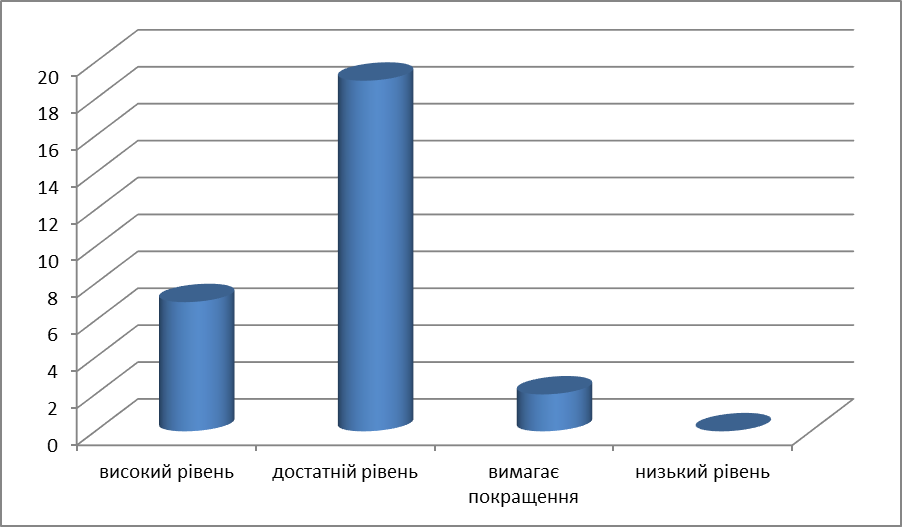 20
18
16
14
12
10
8
6
4
2
0
високий рівень
достатній рівень
вимагає
покращення
низький рівень